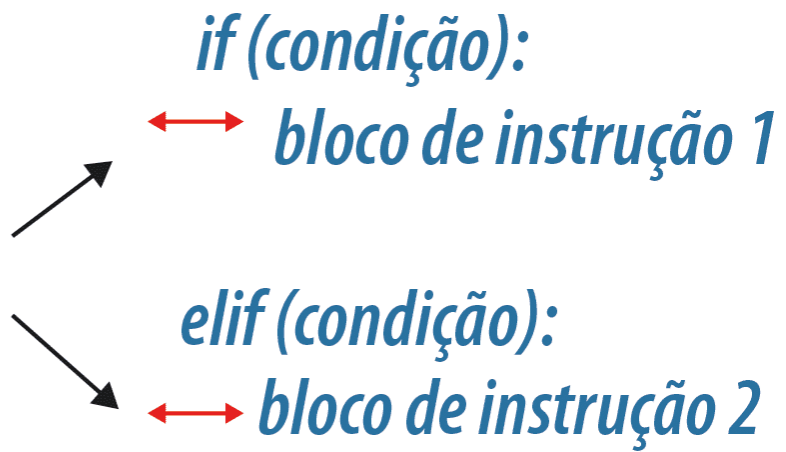 if (condição):
bloco de instrução 1
elif (condição):
bloco de instrução 2